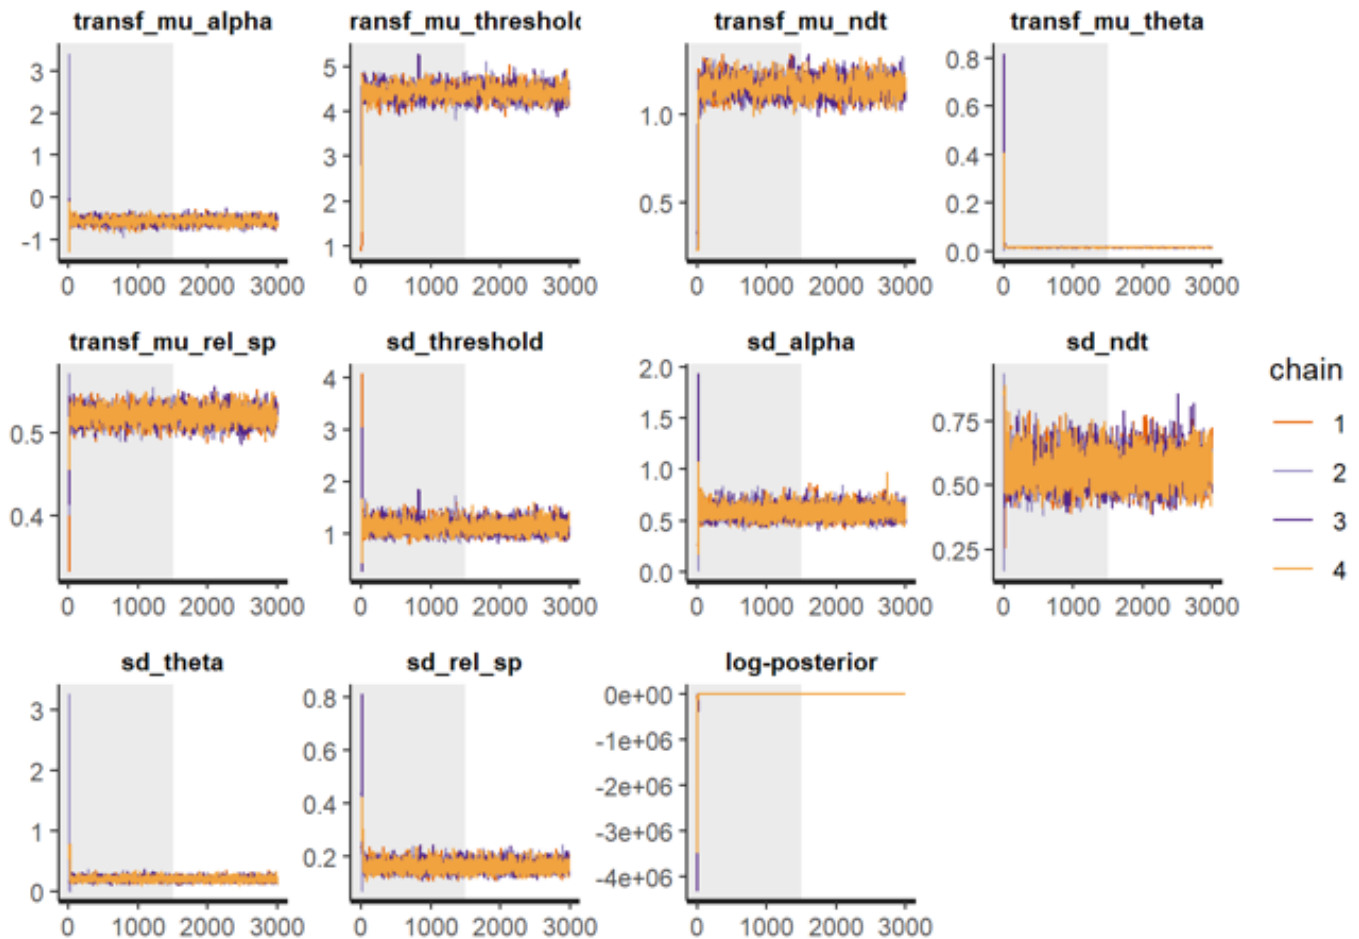 transf_mu_alpha
ransf_mu_threshol
transf_mu_ndt
transf_mu_theta
3
2
1
0
-1
0 1000 2000 3000
5
4
3
2
1
0 1000 2000 3000
1.0
0.5
0 1000 2000 3000
0.8
0.6
0.4
0.2
0.0
0 1000 2000 3000
transf_mu_rel_sp
sd_threshold
sd_alpha
sd_ndt
0.5
0.4
0 1000 2000 3000
4
3
2
1
0 1000 2000 3000
2.0
1.5
1.0
0.5
0.0
0 1000 2000 3000
0.75
0.50
0.25
0 1000 2000 3000
chain
1
2
3
4
sd_theta
sd_rel_sp
log-posterior
3
2
1
0
0 1000 2000 3000
0.8
0.6
0.4
0.2
0 1000 2000 3000
0e+00
-1e+06
-2e+06
-3e+06
-4e+06
0 1000 2000 3000